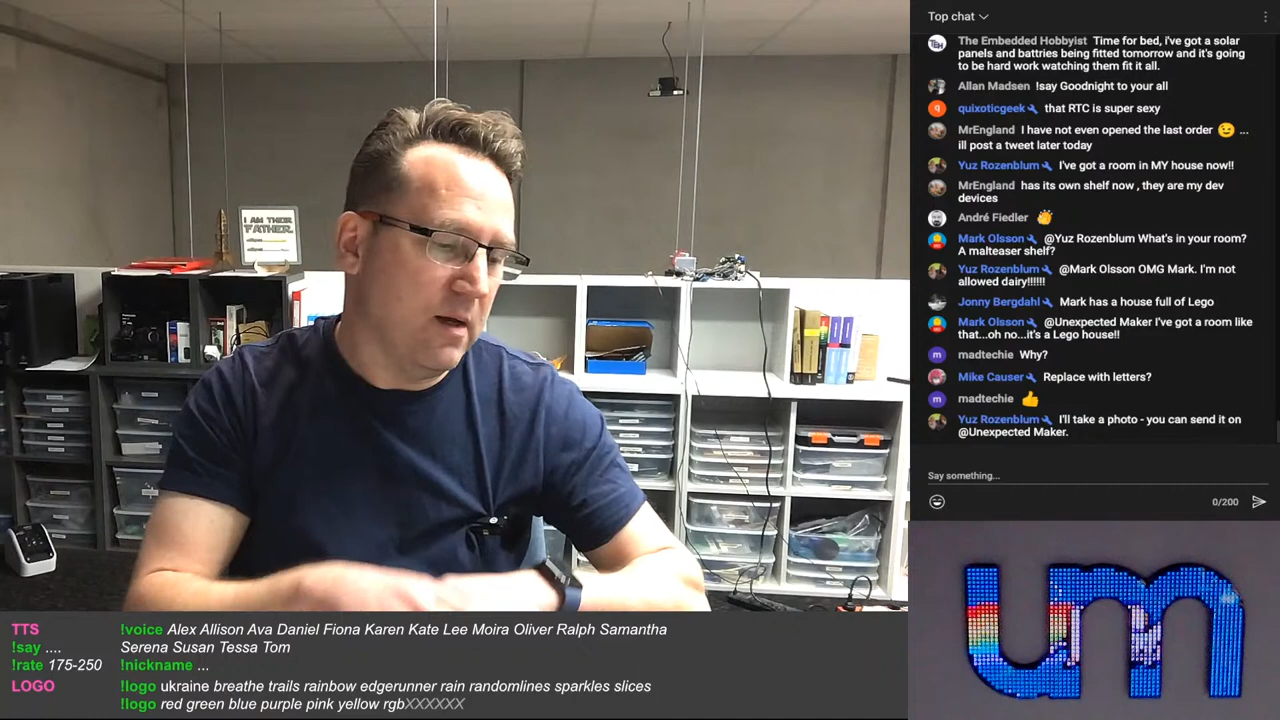 Top chat
The Embedded Hobbyist Time for bed, i've got a solar
panels and battries being fitted tomorrow and it's going
to be hard work watching them fit it all.
Allan Madsen !say Goodnight to your all
quixoticgeek that RTC is super sexy
MrEngland I have not even opened the last order 😉 ...
ill post a tweet later today
Yuz Rozenblum I've got a room in MY house now!!
MrEngland has its own shelf now , they are my dev
devices
André Fiedler 👏
Mark Olsson @Yuz Rozenblum What's in your room?
A malteaser shelf?
Yuz Rozenblum @Mark Olsson OMG Mark. I'm not
allowed dairy!!!!!!
Jonny Bergdahl Mark has a house full of Lego
Mark Olsson @Unexpected Maker I've got a room like
that...oh no...it's a Lego house!!
madtechie Why?
Mike Causer Replace with letters?
madtechie 👍
Yuz Rozenblum I'll take a photo - you can send it on
@Unexpected Maker.
Say something...
0/200
I AM THEIR
FATHER.
um
TTS !voice Alex Allison Ava Daniel Fiona Karen Kate Lee Moira Oliver Ralph Samantha
!say .... Serena Susan Tessa Tom
!rate 175-250 !nickname ...
LOGO !logo ukraine breathe trails rainbow edgerunner rain randomlines sparkles slices
!logo red green blue purple pink yellow rgbXXXXXX